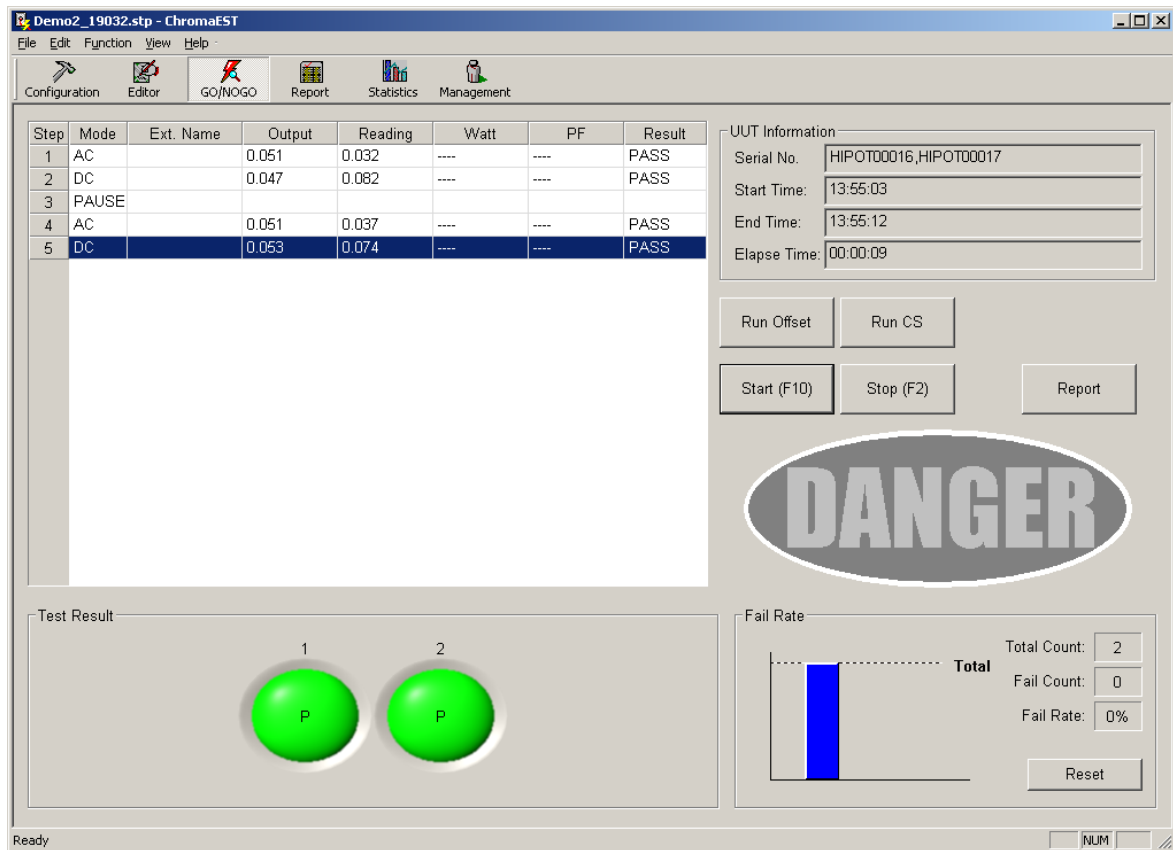 Demo2_19032.stp - ChromaEST
File Edit Function View Help
Configuration Editor GO/NOGO Report Statistics Management
Step Mode Ext. Name Output Reading Watt PF Result
1 AC 0.051 0.032 ---- ---- PASS
2 DC 0.047 0.082 ---- ---- PASS
3 PAUSE
4 AC 0.051 0.037 ---- ---- PASS
5 DC 0.053 0.074 ---- ---- PASS
UUT Information
Serial No. HIPOT00016,HIPOT00017
Start Time: 13:55:03
End Time: 13:55:12
Elapse Time: 00:00:09
Run Offset Run CS
Start (F10) Stop (F2) Report
DANGER
Test Result
1 2
P P
Fail Rate
Total
Total Count: 2
Fail Count: 0
Fail Rate: 0%
Reset
Ready NUM